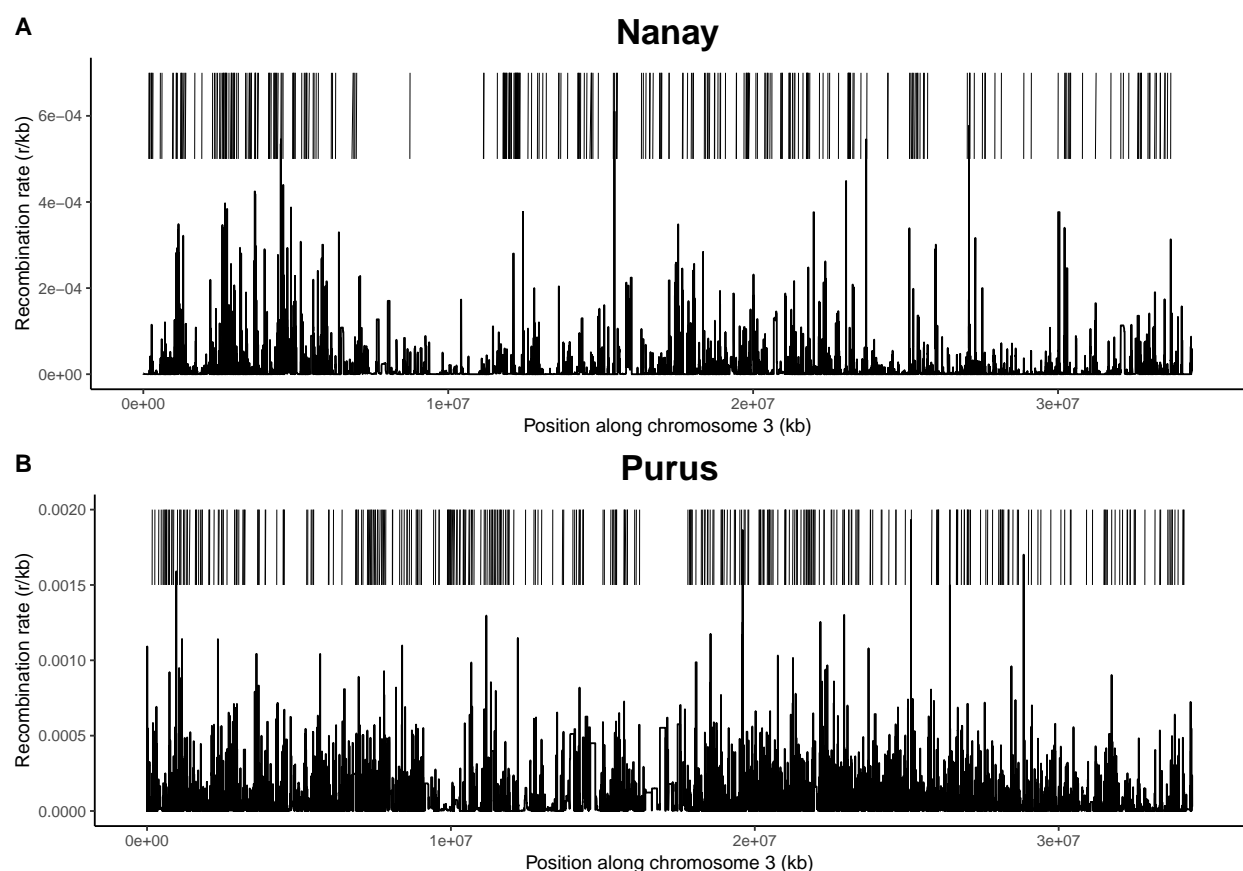 A
Nanay
Recombination rate (r/kb)
6e−04
4e−04
2e−04
0e+00
0e+00 1e+07 2e+07 3e+07
Position along chromosome 3 (kb)
B
Purus
Recombination rate (r/kb)
0.0020
0.0015
0.0010
0.0005
0.0000
0e+00 1e+07 2e+07 3e+07
Position along chromosome 3 (kb)